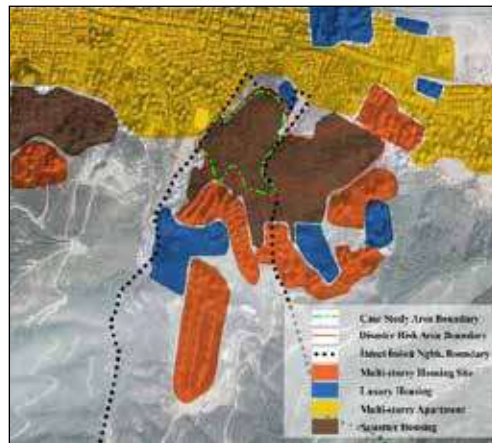 Case Study Area Boundary
Disaster Risk Area Boundary
Ngbh. Boundary
Multi-storey Housing Site
Luxury Housing
Multi-storey Apartment
Squatter Housing